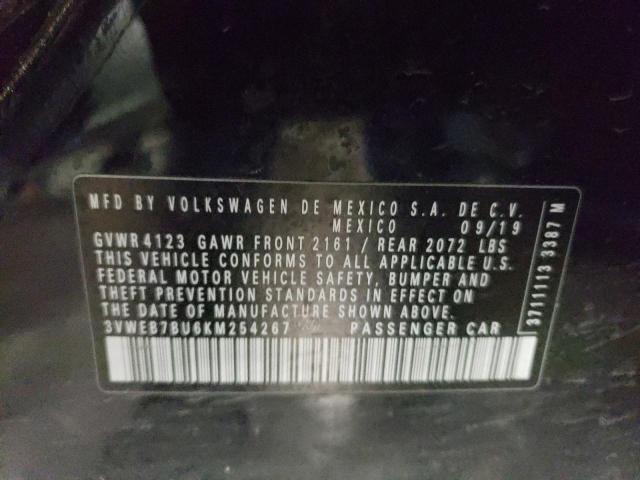 MFD BY VOLKSWAGEN DE MEXICO S.A. DE C.V.
MEXICO 09/19
GVWR 4123 GAWR FRONT 2161 / REAR 2072 LBS
THIS VEHICLE CONFORMS TO ALL APPLICABLE U.S.
FEDERAL MOTOR VEHICLE SAFETY, BUMPER AND
THEFT PREVENTION STANDARDS IN EFFECT ON
THE DATE OF MANUFACTURE SHOWN ABOVE.
3VWEB7BU6KM254267 PASSENGER CAR
3711113 3387 M